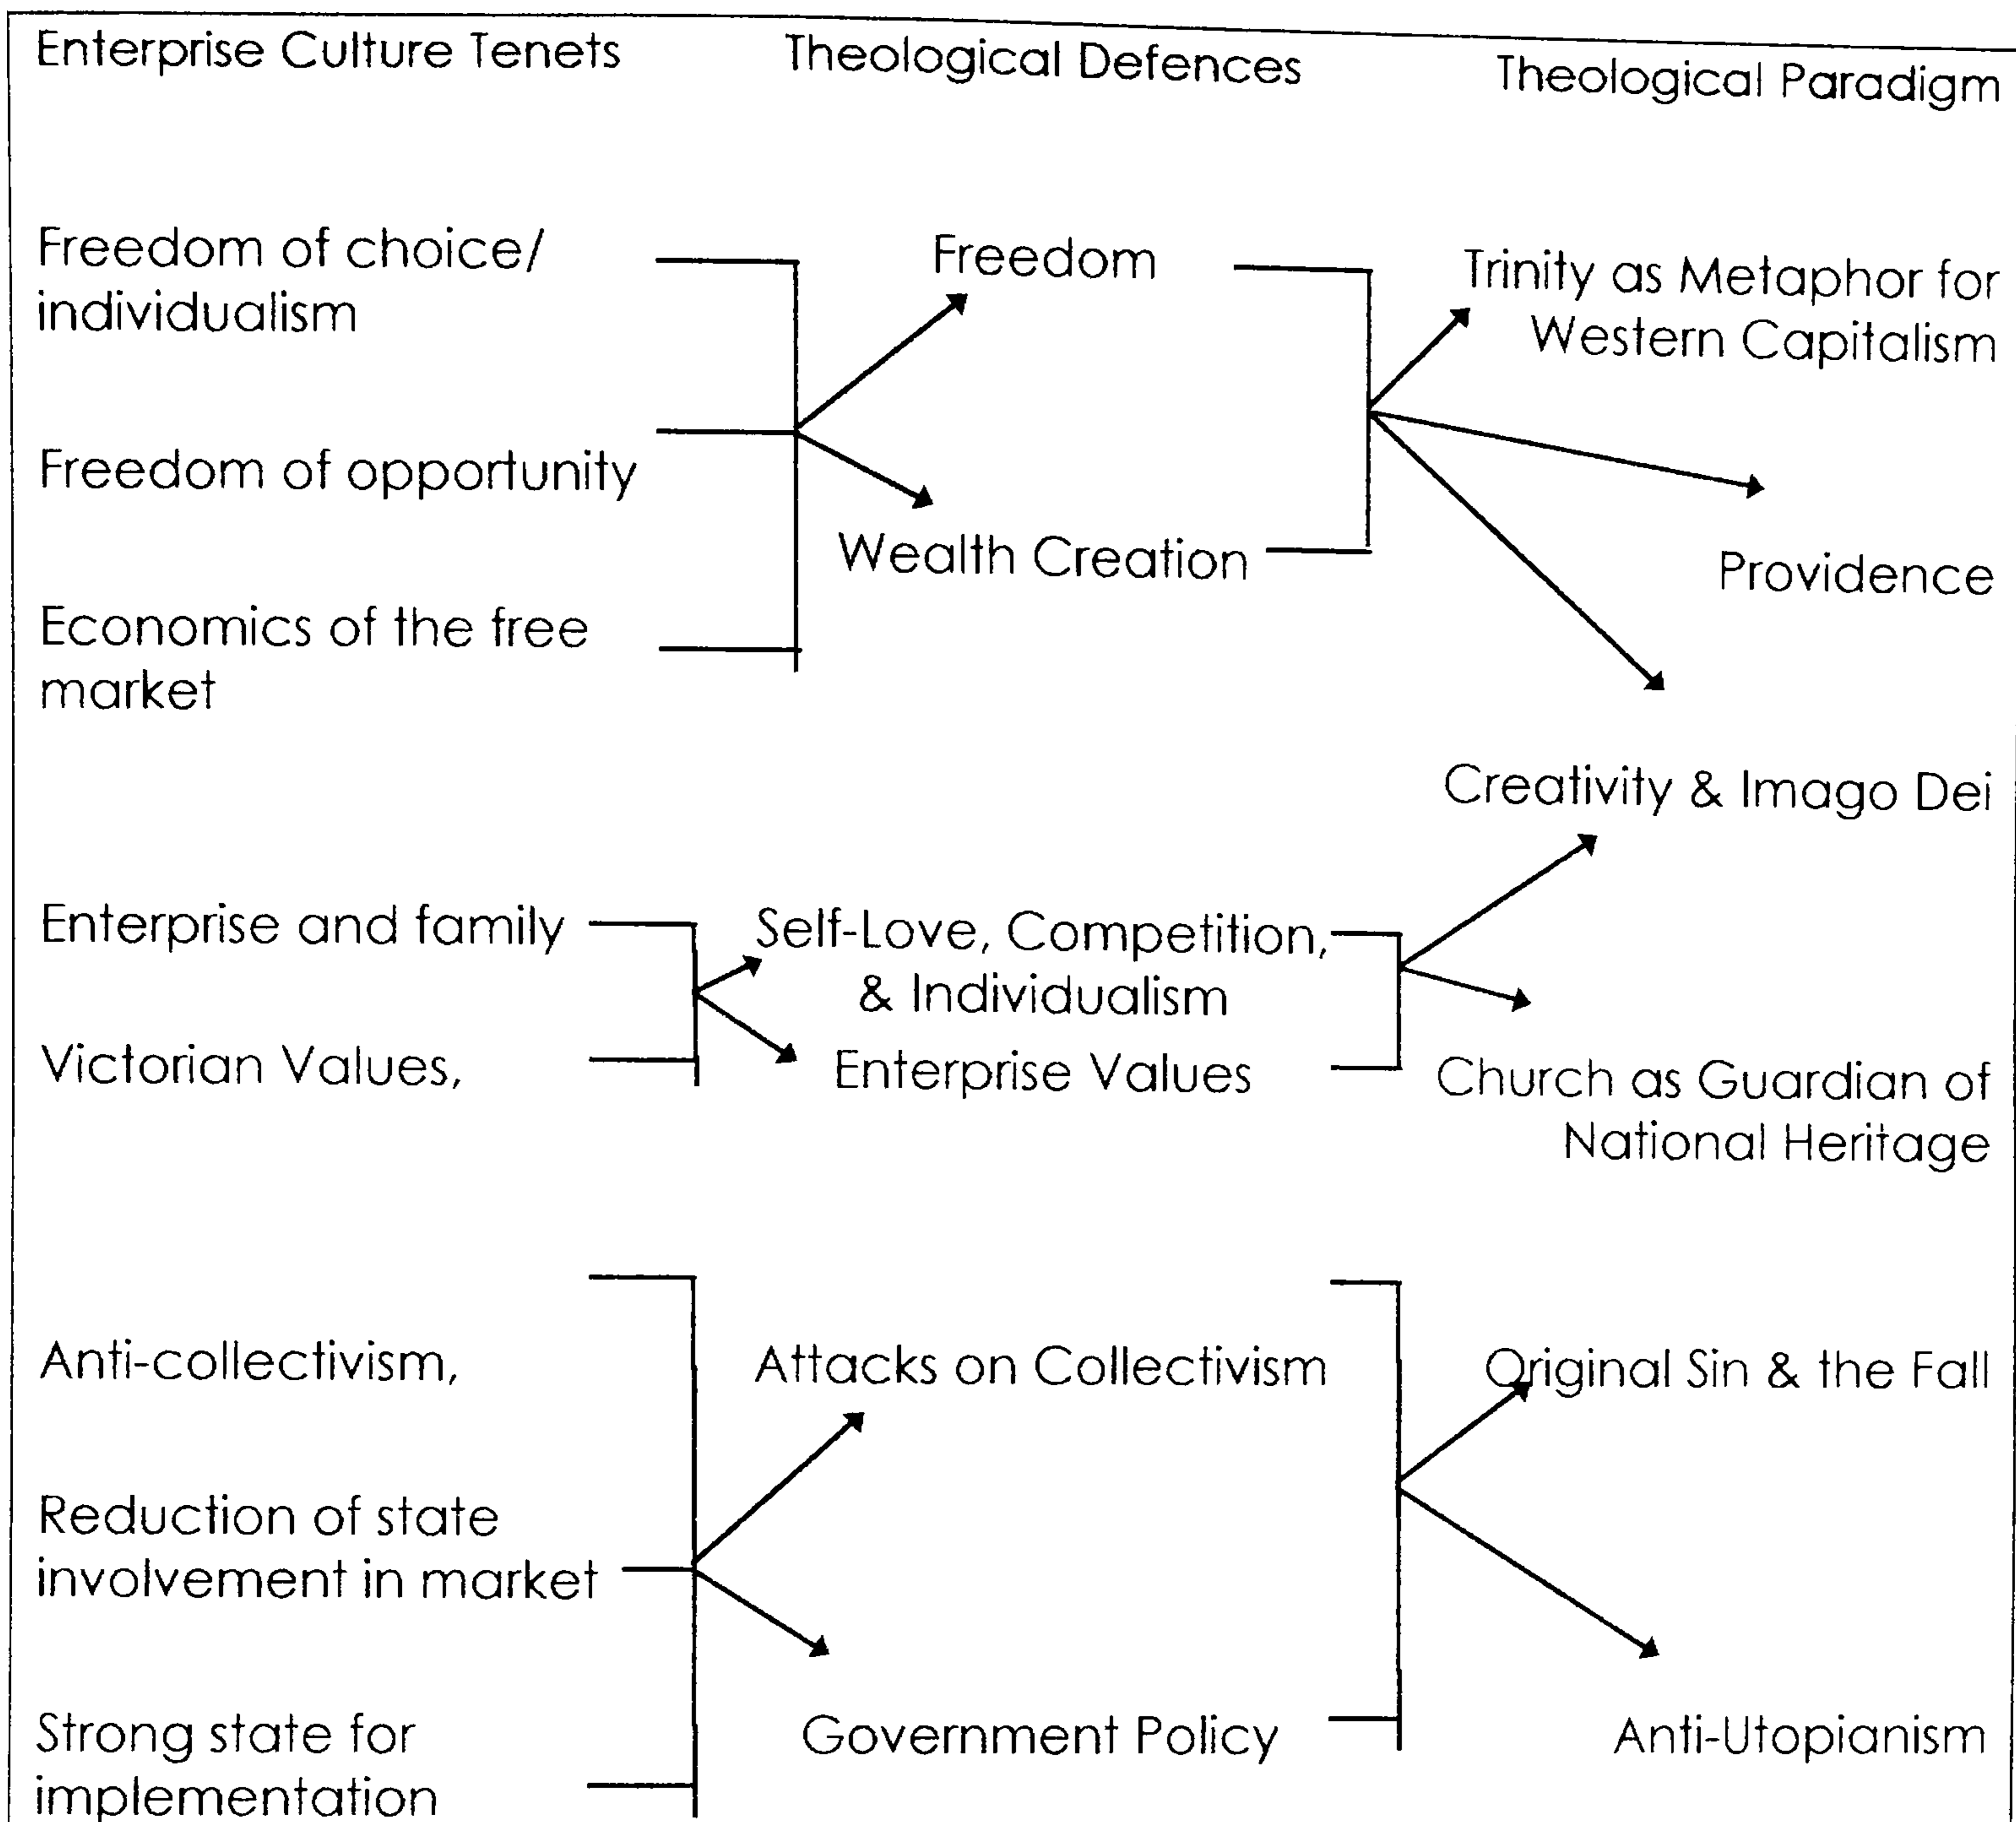 Enterprise Culture Tenets
Theological Defences
Theological Paradigm
Freedom of choice/
individualism
Freedom
Trinity as Metaphor for
Western Capitalism
Freedom of opportunity
Wealth Creation
Providence
Economics of the free
market
Creativity & Imago Dei
Enterprise and family
Self-Love, Competition,
& Individualism
Victorian Values,
Enterprise Values
Church as Guardian of
National Heritage
Anti-collectivism,
Attacks on Collectivism
Original Sin & the Fall
Reduction of state
involvement in market
Strong state for
implementation
Government Policy
Anti-Utopianism